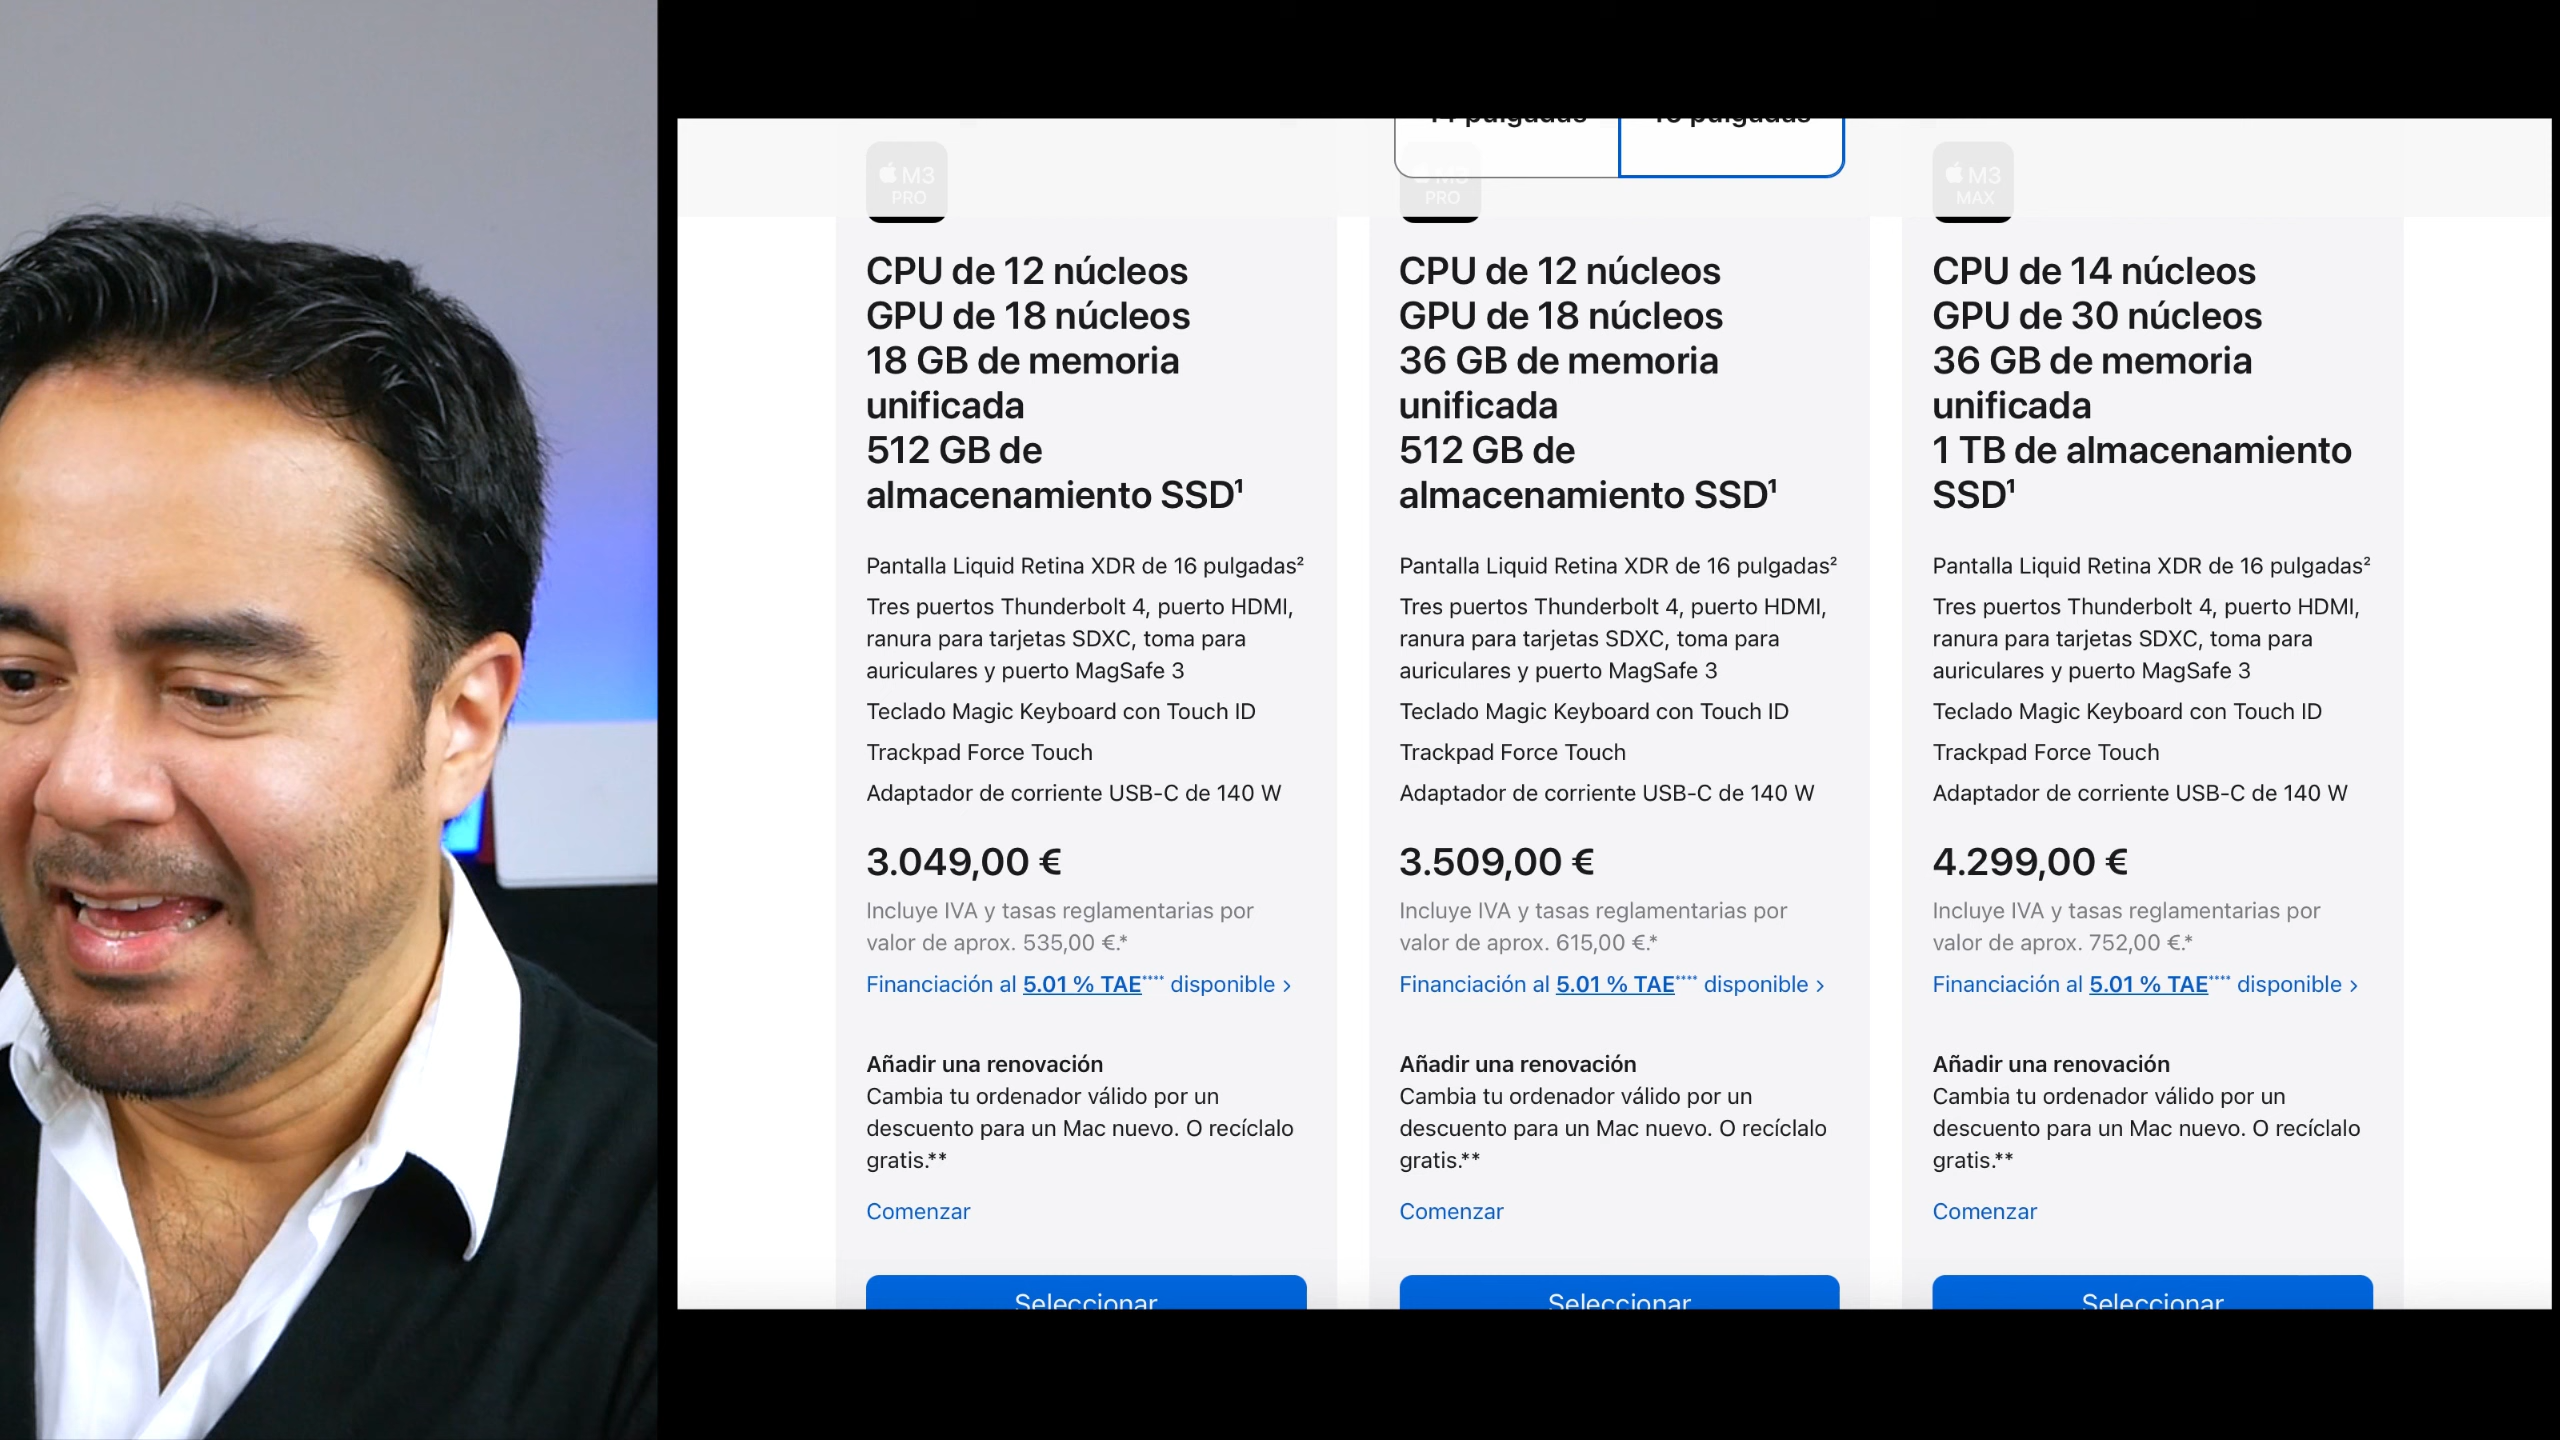 14 pulgadas
16 pulgadas
M3
PRO
CPU de 12 núcleos
GPU de 18 núcleos
18 GB de memoria
unificada
512 GB de
almacenamiento SSD¹
Pantalla Liquid Retina XDR de 16 pulgadas²
Tres puertos Thunderbolt 4, puerto HDMI,
ranura para tarjetas SDXC, toma para
auriculares y puerto MagSafe 3
Teclado Magic Keyboard con Touch ID
Trackpad Force Touch
Adaptador de corriente USB-C de 140 W
3.049,00 €
Incluye IVA y tasas reglamentarias por
valor de aprox. 535,00 €.*
Financiación al 5.01 % TAE**** disponible >
Añadir una renovación
Cambia tu ordenador válido por un
descuento para un Mac nuevo. O recíclalo
gratis.**
Comenzar
Seleccionar
M3
PRO
CPU de 12 núcleos
GPU de 18 núcleos
36 GB de memoria
unificada
512 GB de
almacenamiento SSD¹
Pantalla Liquid Retina XDR de 16 pulgadas²
Tres puertos Thunderbolt 4, puerto HDMI,
ranura para tarjetas SDXC, toma para
auriculares y puerto MagSafe 3
Teclado Magic Keyboard con Touch ID
Trackpad Force Touch
Adaptador de corriente USB-C de 140 W
3.509,00 €
Incluye IVA y tasas reglamentarias por
valor de aprox. 615,00 €.*
Financiación al 5.01 % TAE**** disponible >
Añadir una renovación
Cambia tu ordenador válido por un
descuento para un Mac nuevo. O recíclalo
gratis.**
Comenzar
Seleccionar
M3
MAX
CPU de 14 núcleos
GPU de 30 núcleos
36 GB de memoria
unificada
1 TB de almacenamiento
SSD¹
Pantalla Liquid Retina XDR de 16 pulgadas²
Tres puertos Thunderbolt 4, puerto HDMI,
ranura para tarjetas SDXC, toma para
auriculares y puerto MagSafe 3
Teclado Magic Keyboard con Touch ID
Trackpad Force Touch
Adaptador de corriente USB-C de 140 W
4.299,00 €
Incluye IVA y tasas reglamentarias por
valor de aprox. 752,00 €.*
Financiación al 5.01 % TAE**** disponible >
Añadir una renovación
Cambia tu ordenador válido por un
descuento para un Mac nuevo. O recíclalo
gratis.**
Comenzar
Seleccionar